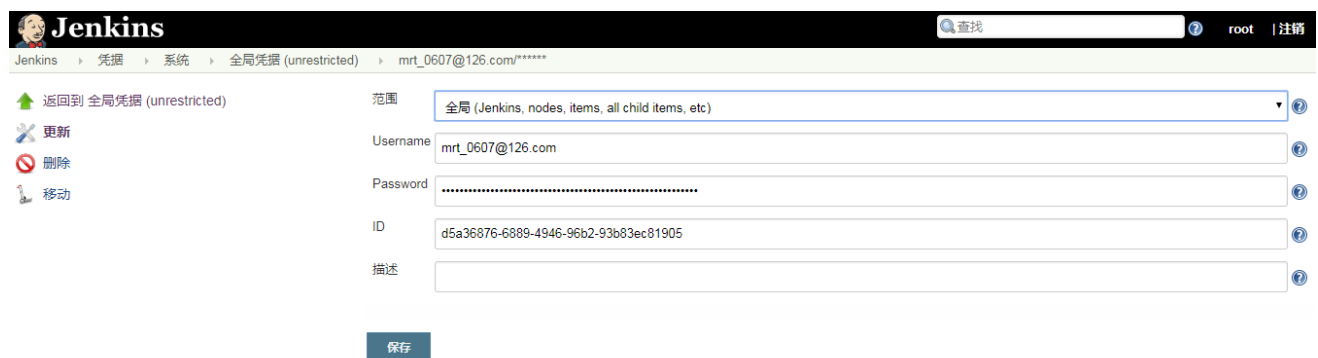 Jenkins
查找
root | 注销
Jenkins 凭据 系统 全局凭据 (unrestricted) mrt_0607@126.com/******
返回到 全局凭据 (unrestricted)
更新
删除
移动
范围 全局 (Jenkins, nodes, items, all child items, etc)
Username mrt_0607@126.com
Password ••••••••••••••••••••••••••••••••••••••••••••••••••••••••••
ID d5a36876-6889-4946-96b2-93b83ec81905
描述
保存